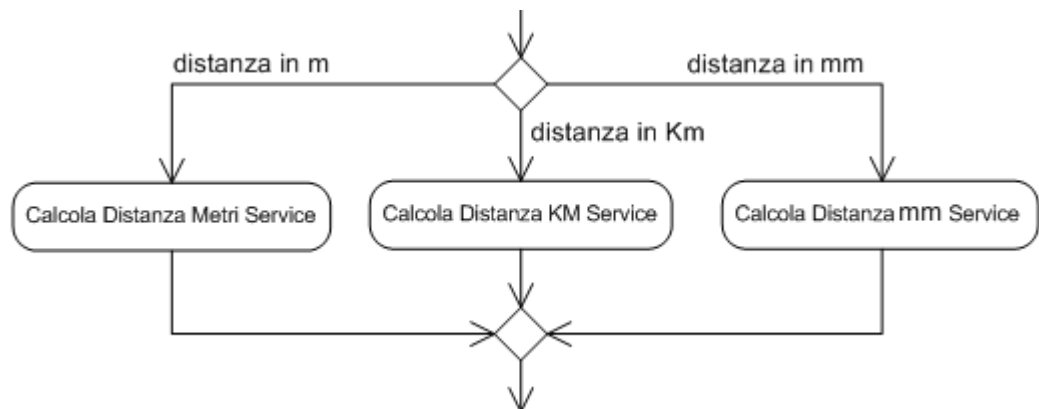 distanza in m
distanza in mm
distanza in Km
Calcola Distanza Metri Service
Calcola Distanza KM Service
Calcola Distanza mm Service